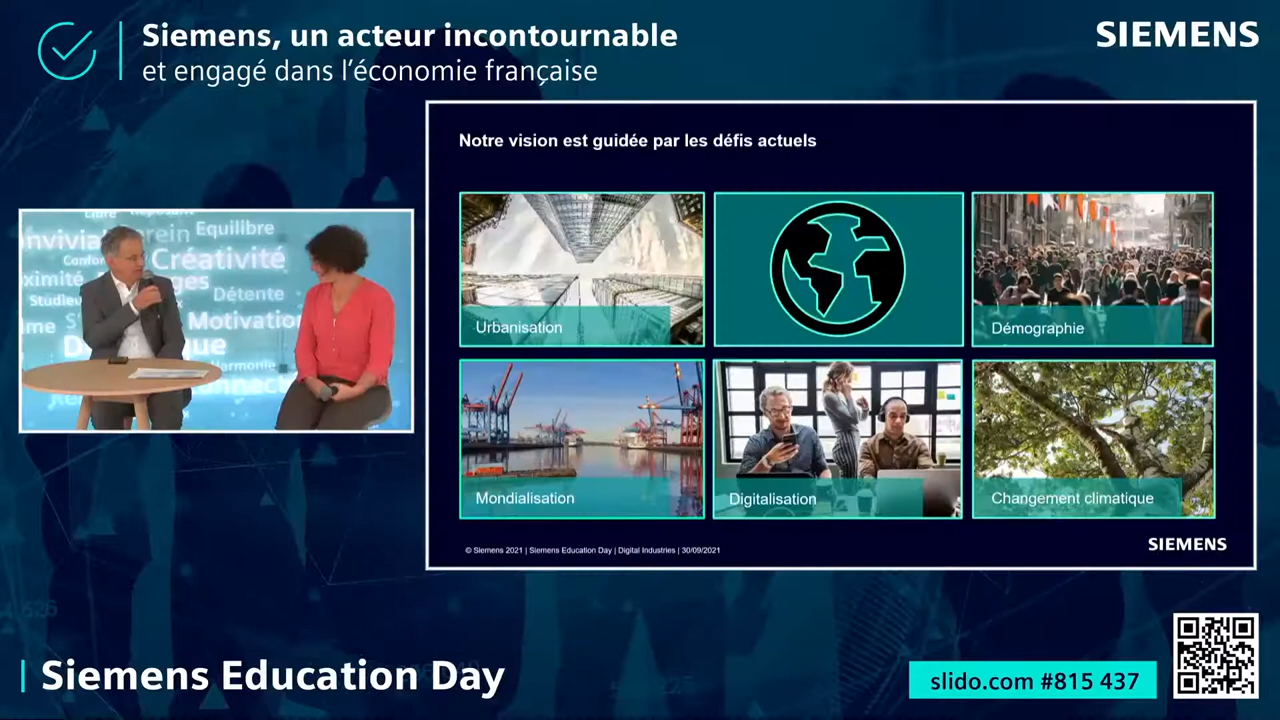 Siemens, un acteur incontournable
et engagé dans l'économie française
SIEMENS
Notre vision est guidée par les défis actuels
Urbanisation
Démographie
Mondialisation
Digitalisation
Changement climatique
© Siemens 2021 | Siemens Education Day | Digital Industries | 30/09/2021
SIEMENS
Equilibre
Créativité
Détente
Motivation
Harmonie
Siemens Education Day
slido.com #815 437